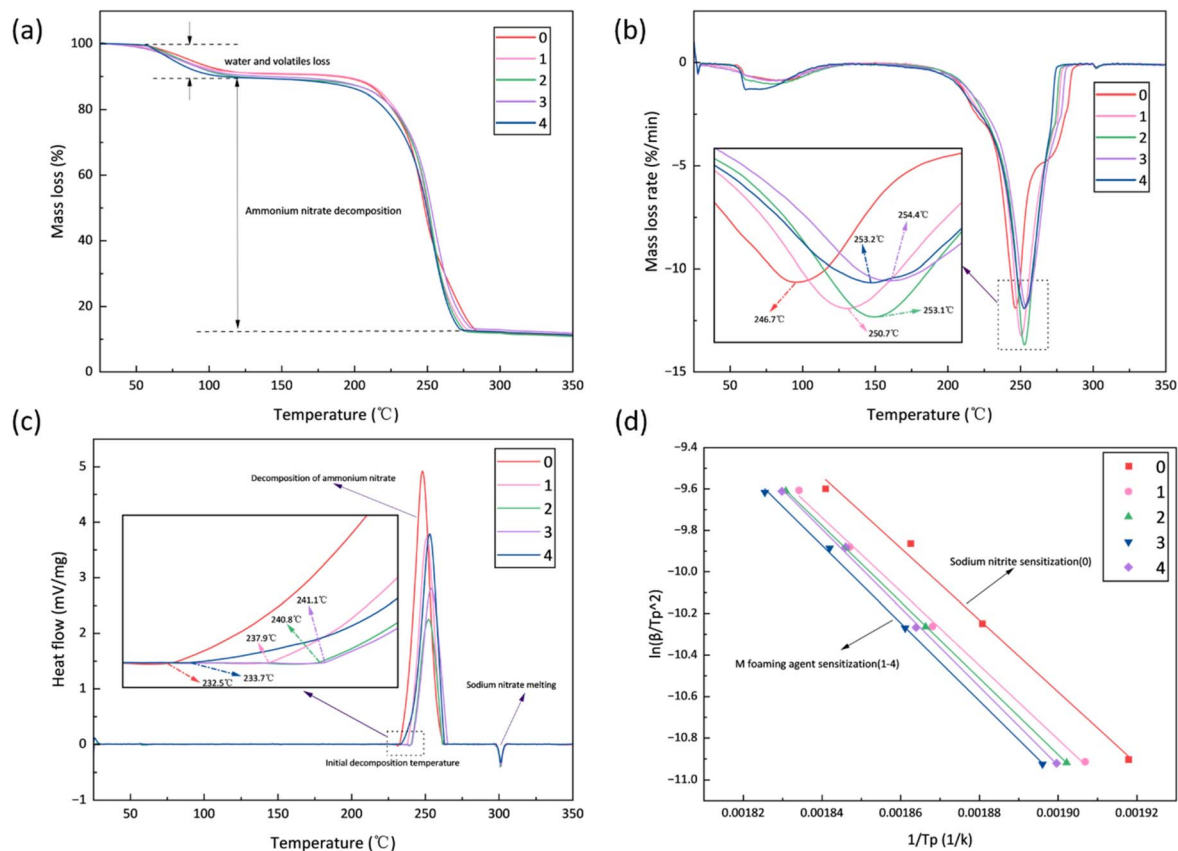 (a)
100
80
60
40
20
0
Mass loss (%)
50 100 150 200 250 300 350
Temperature (℃)
water and volatiles loss
Ammonium nitrate decomposition
0
1
2
3
4
(b)
0
−5
−10
−15
Mass loss rate (%/min)
50 100 150 200 250 300 350
Temperature (℃)
0
1
2
3
4
254.4℃
253.2℃
246.7℃
250.7℃
253.1℃
(c)
6
5
4
3
2
1
0
−1
Heat flow (mV/mg)
50 100 150 200 250 300 350
Temperature (℃)
Decomposition of ammonium nitrate
0
1
2
3
4
241.1℃
240.8℃
237.9℃
233.7℃
232.5℃
Sodium nitrate melting
Initial decomposition temperature
(d)
−9.4
−9.6
−9.8
−10.0
−10.2
−10.4
−10.6
−10.8
−11.0
ln(β/Tp^2)
0.00182 0.00184 0.00186 0.00188 0.00190 0.00192
1/Tp (1/k)
0
1
2
3
4
Sodium nitrite sensitization(0)
M foaming agent sensitization(1-4)